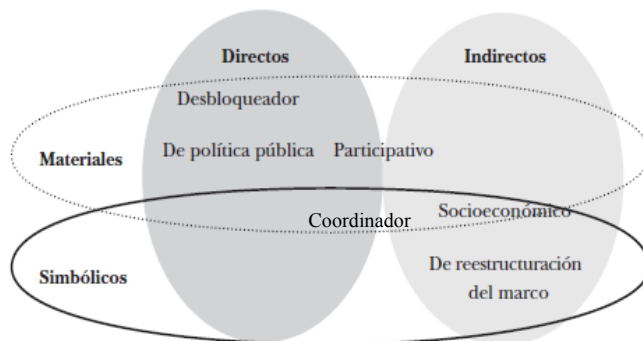 Directos Indirectos
Desbloqueador
Materiales De política pública Participativo
Coordinador Socioeconómico
Simbólicos De reestructuración
del marco